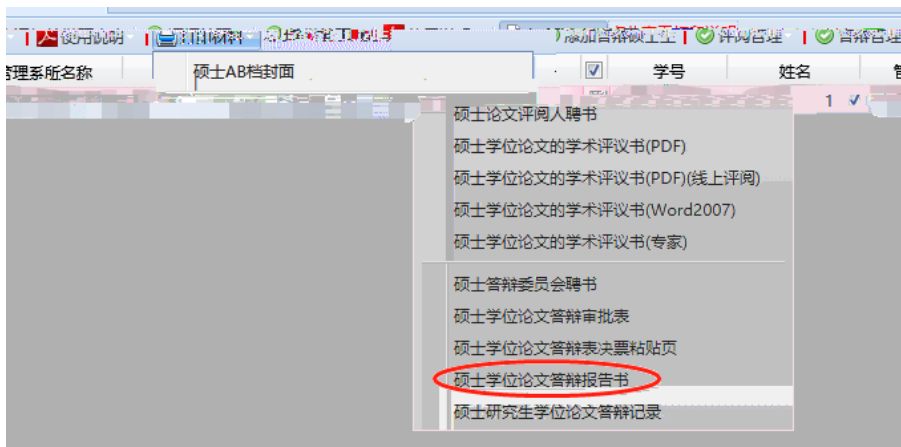 使用说明 打印材料 添加答辩硕士生 评阅管理 答辩管理
管理系所名称 硕士AB档封面 学号 姓名
1
硕士论文评阅人聘书
硕士学位论文的学术评议书(PDF)
硕士学位论文的学术评议书(PDF)(线上评阅)
硕士学位论文的学术评议书(Word2007)
硕士学位论文的学术评议书(专家)
硕士答辩委员会聘书
硕士学位论文答辩审批表
硕士学位论文答辩表决票粘贴页
硕士学位论文答辩报告书
硕士研究生学位论文答辩记录